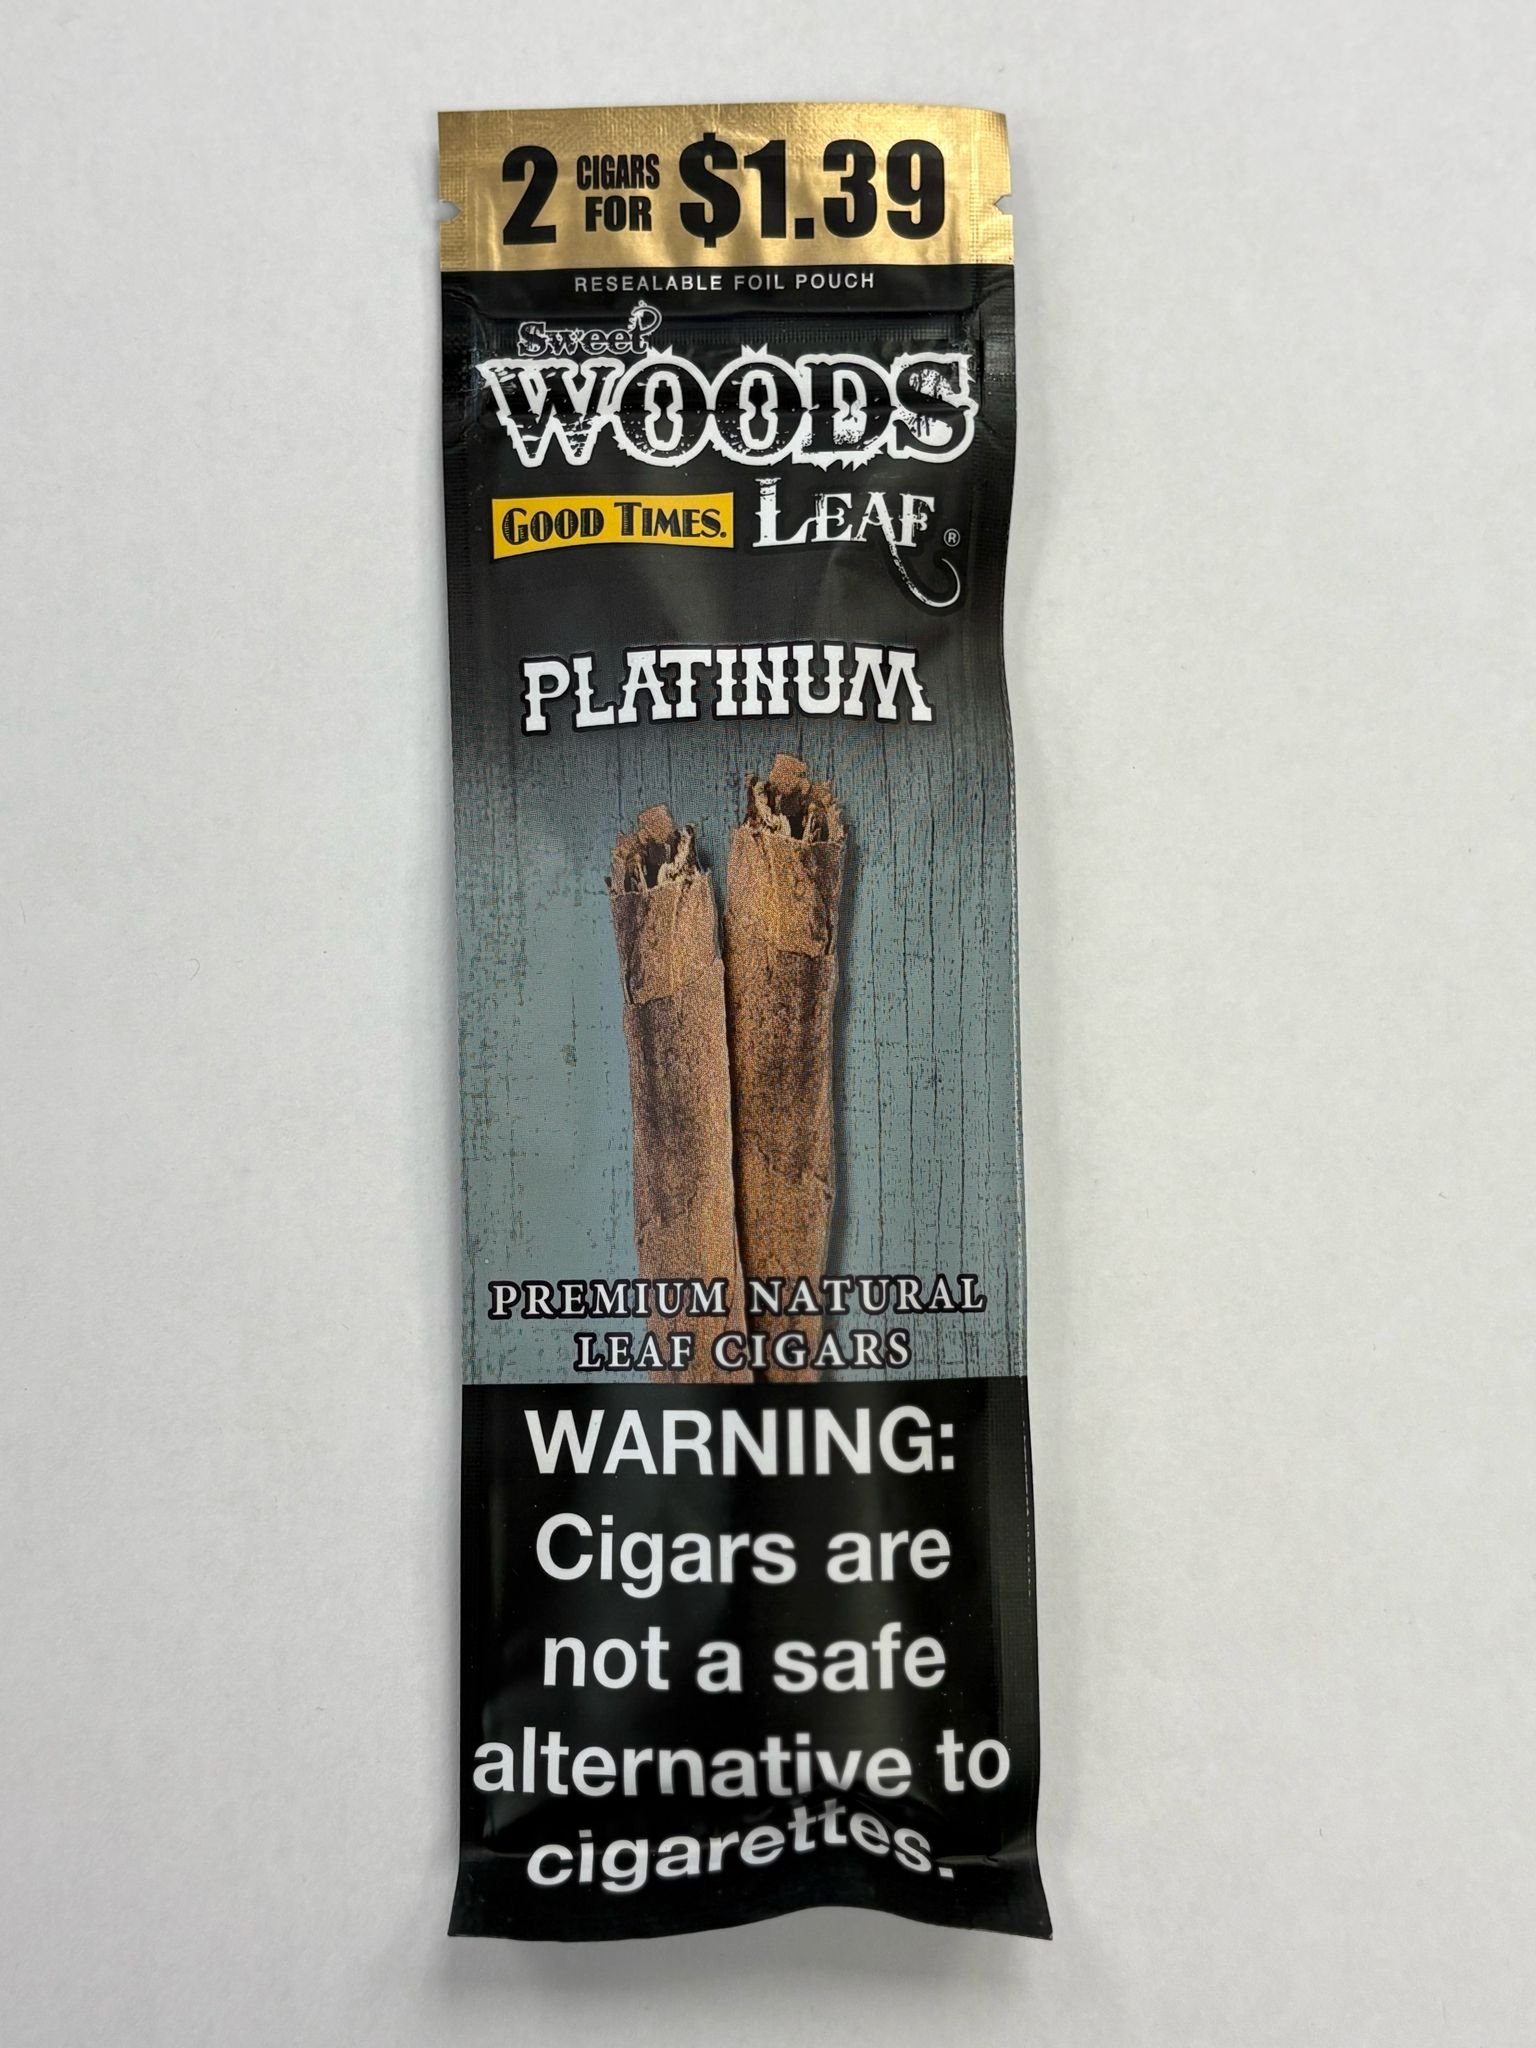 2 CIGARS FOR $1.39
RESEALABLE FOIL POUCH
Sweet
WOODS
GOOD TIMES. LEAF®
PLATINUM
PREMIUM NATURAL
LEAF CIGARS
WARNING:
Cigars are
not a safe
alternative to
cigarettes.